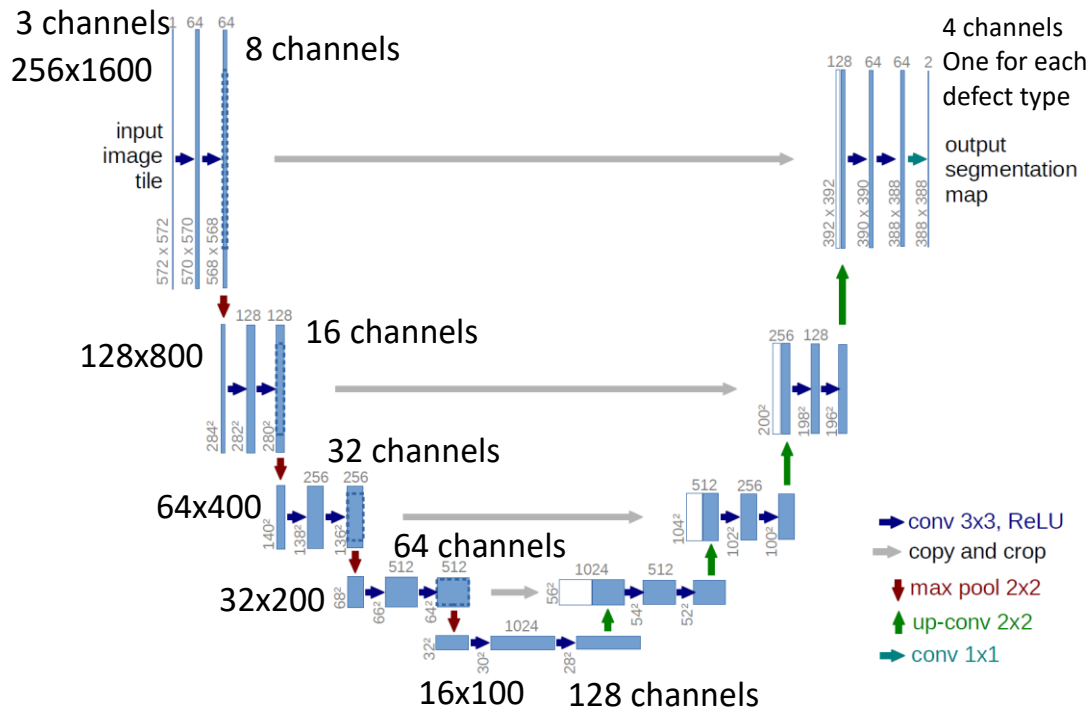 3 channels
256x1600
1
64
64
8 channels
input
image
tile
572 x 572
570 x 570
568 x 568
4 channels
One for each
defect type
128
64
64
2
output
segmentation
map
392 x 392
390 x 390
388 x 388
388 x 388
128x800
128
128
16 channels
284²
282²
280²
256
128
200²
198²
196²
64x400
256
256
32 channels
140²
138²
136²
512
256
104²
102²
100²
32x200
512
512
64 channels
68²
66²
64²
1024
512
56²
54²
52²
1024
32²
30²
28²
16x100
128 channels
conv 3x3, ReLU
copy and crop
max pool 2x2
up-conv 2x2
conv 1x1